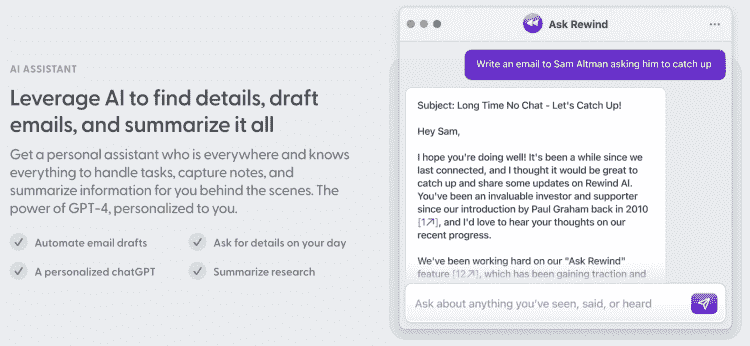 AI ASSISTANT
Leverage AI to find details, draft
emails, and summarize it all
Get a personal assistant who is everywhere and knows
everything to handle tasks, capture notes, and
summarize information for you behind the scenes. The
power of GPT-4, personalized to you.
Automate email drafts
Ask for details on your day
A personalized chatGPT
Summarize research
Ask Rewind
Write an email to Sam Altman asking him to catch up
Subject: Long Time No Chat - Let's Catch Up!
Hey Sam,
I hope you're doing well! It's been a while since we
last connected, and I thought it would be great to
catch up and share some updates on Rewind AI.
You've been an invaluable investor and supporter
since our introduction by Paul Graham back in 2010
[1↗], and I'd love to hear your thoughts on our
recent progress.
We've been working hard on our "Ask Rewind"
feature [12↗], which has been gaining traction and
Ask about anything you've seen, said, or heard